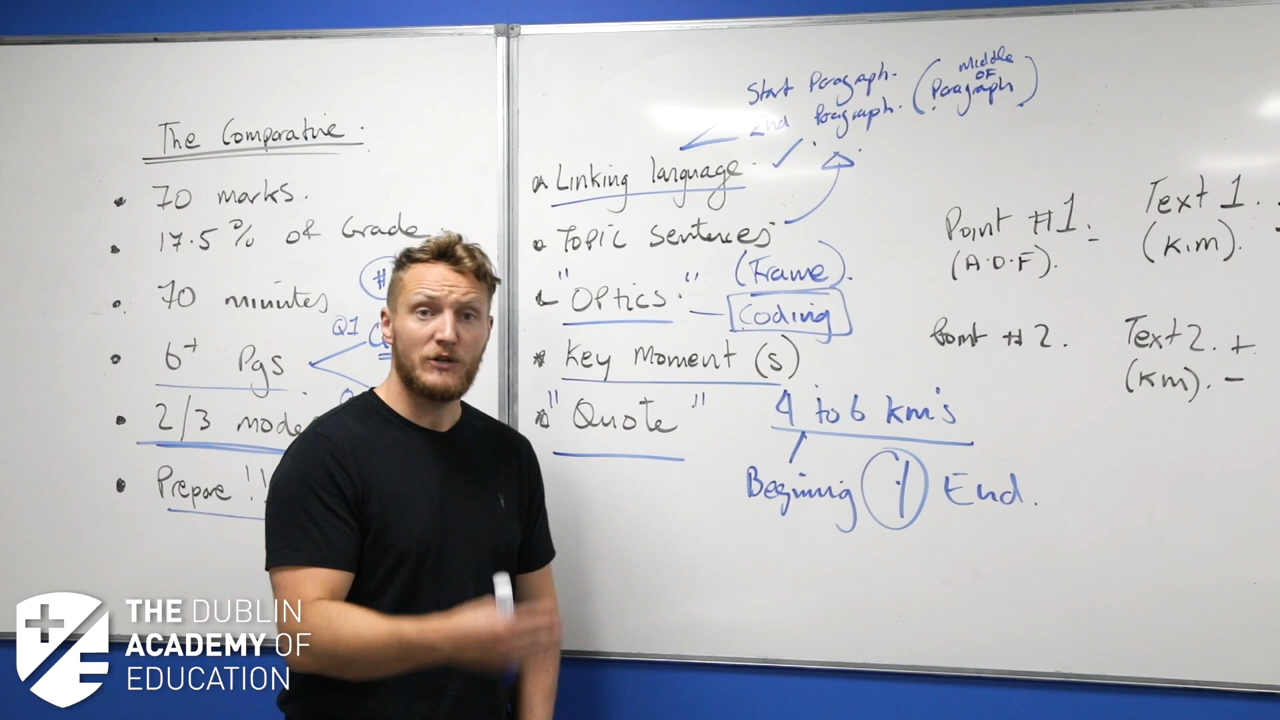 The Comparative.
70 marks.
17.5% of Grade.
70 minutes
Q1
6+ Pgs
2/3 mode
Prepare!!
Start Paragraph.
End Paragraph.
(Middle
OF
Paragraph)
Linking language.
Topic sentences
"Optics." — (Frame).
Coding
Key Moment (s)
"Quote"
4 to 6 km's
Begining / End.
Point #1:
(A.D.F).
Text 1.
(K.m).
Point #2.
Text 2. +
(KM). -
THE DUBLIN
ACADEMY OF
EDUCATION